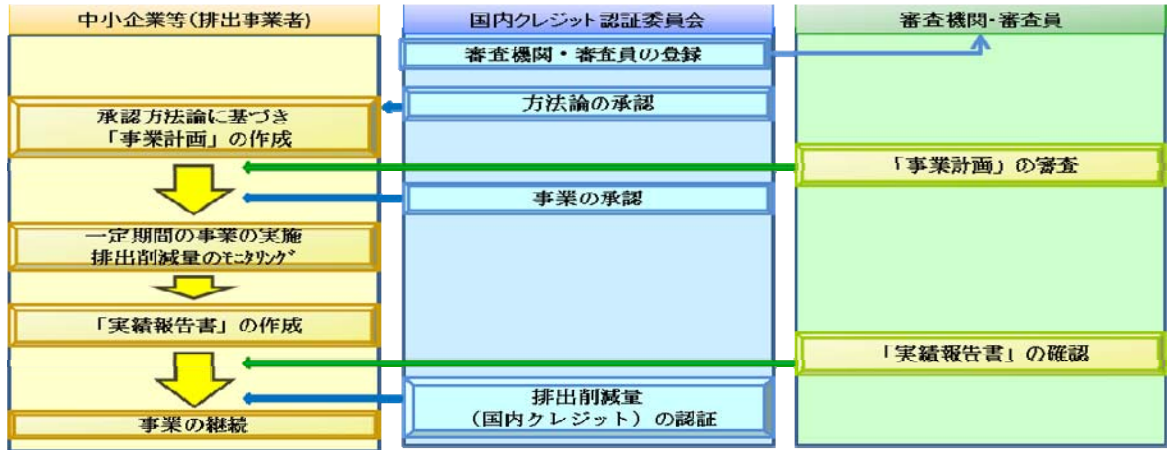 中小企業等(排出事業者)
国内クレジット認証委員会
審査機関・審査員
審査機関・審査員の登録
方法論の承認
承認方法論に基づき
「事業計画」の作成
「事業計画」の審査
事業の承認
一定期間の事業の実施
排出削減量のﾓﾆﾀﾘﾝｸﾞ
「実績報告書」の作成
「実績報告書」の確認
排出削減量
（国内クレジット）の認証
事業の継続